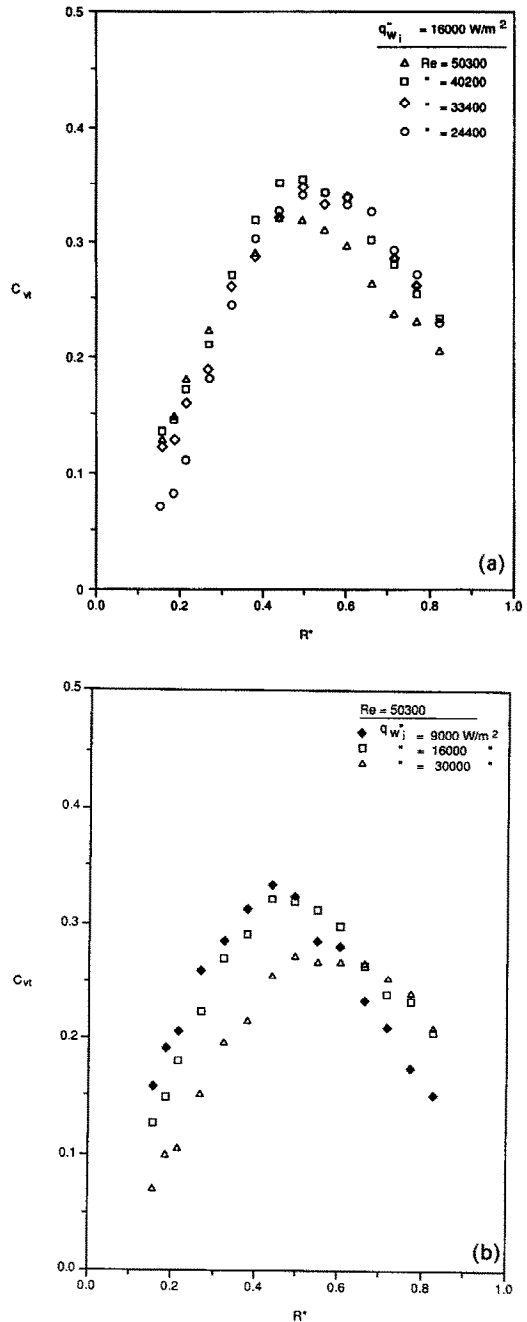 0.5
q"wi = 16000 W/m2
Re = 50300
" = 40200
" = 33400
" = 24400
0.4
0.3
Cvt
0.2
0.1
0
(a)
0.0 0.2 0.4 0.6 0.8 1.0
R*
0.5
Re = 50300
q"wi = 9000 W/m2
" = 16000 "
" = 30000 "
0.4
0.3
Cvt
0.2
0.1
0.0
(b)
0.0 0.2 0.4 0.6 0.8 1.0
R*